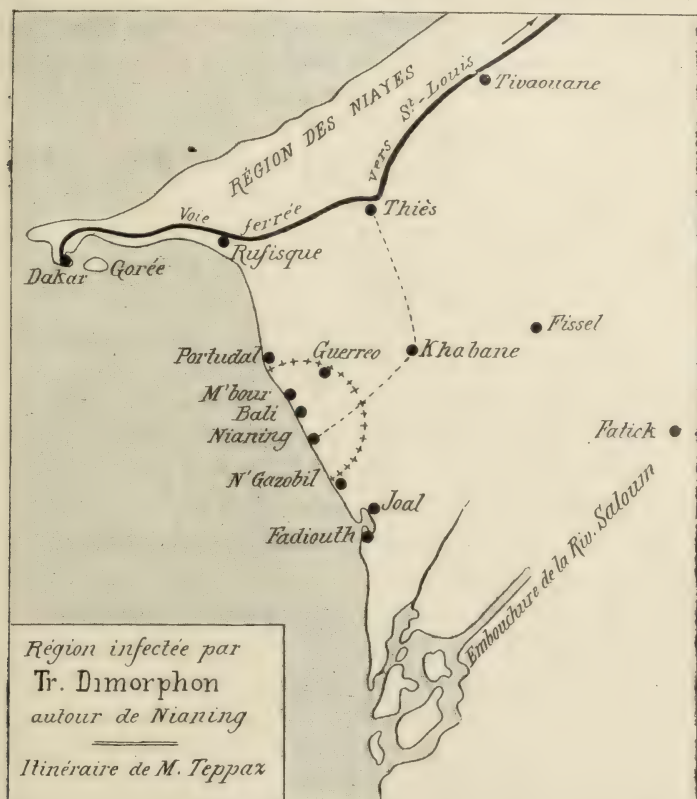 Tivaouane
RÉGION DES NIAYES
vers St-Louis
Voie ferrée
Thiès
Rufisque
Dakar
Gorée
Fissel
Portudal
Guerreo
Khabane
M'bour
Bali
Nianing
Fatick
N'Gazobil
Joal
Fadiouth
Embouchure de la Riv. Saloum
Région infectée par
Tr. Dimorphon
autour de Nianing
Itinéraire de M. Teppaz